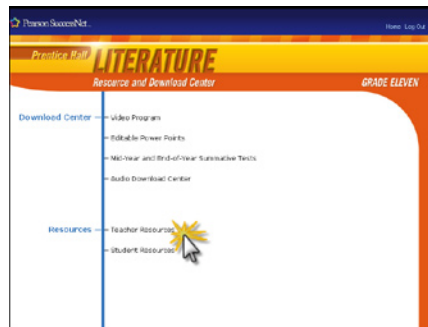 Pearson SuccessNet™
Home Log Out
Prentice Hall
LITERATURE
Resource and Download Center
GRADE ELEVEN
Download Center
Video Program
Editable Power Points
Mid-Year and End-of-Year Summative Tests
Audio Download Center
Resources
Teacher Resources
Student Resources